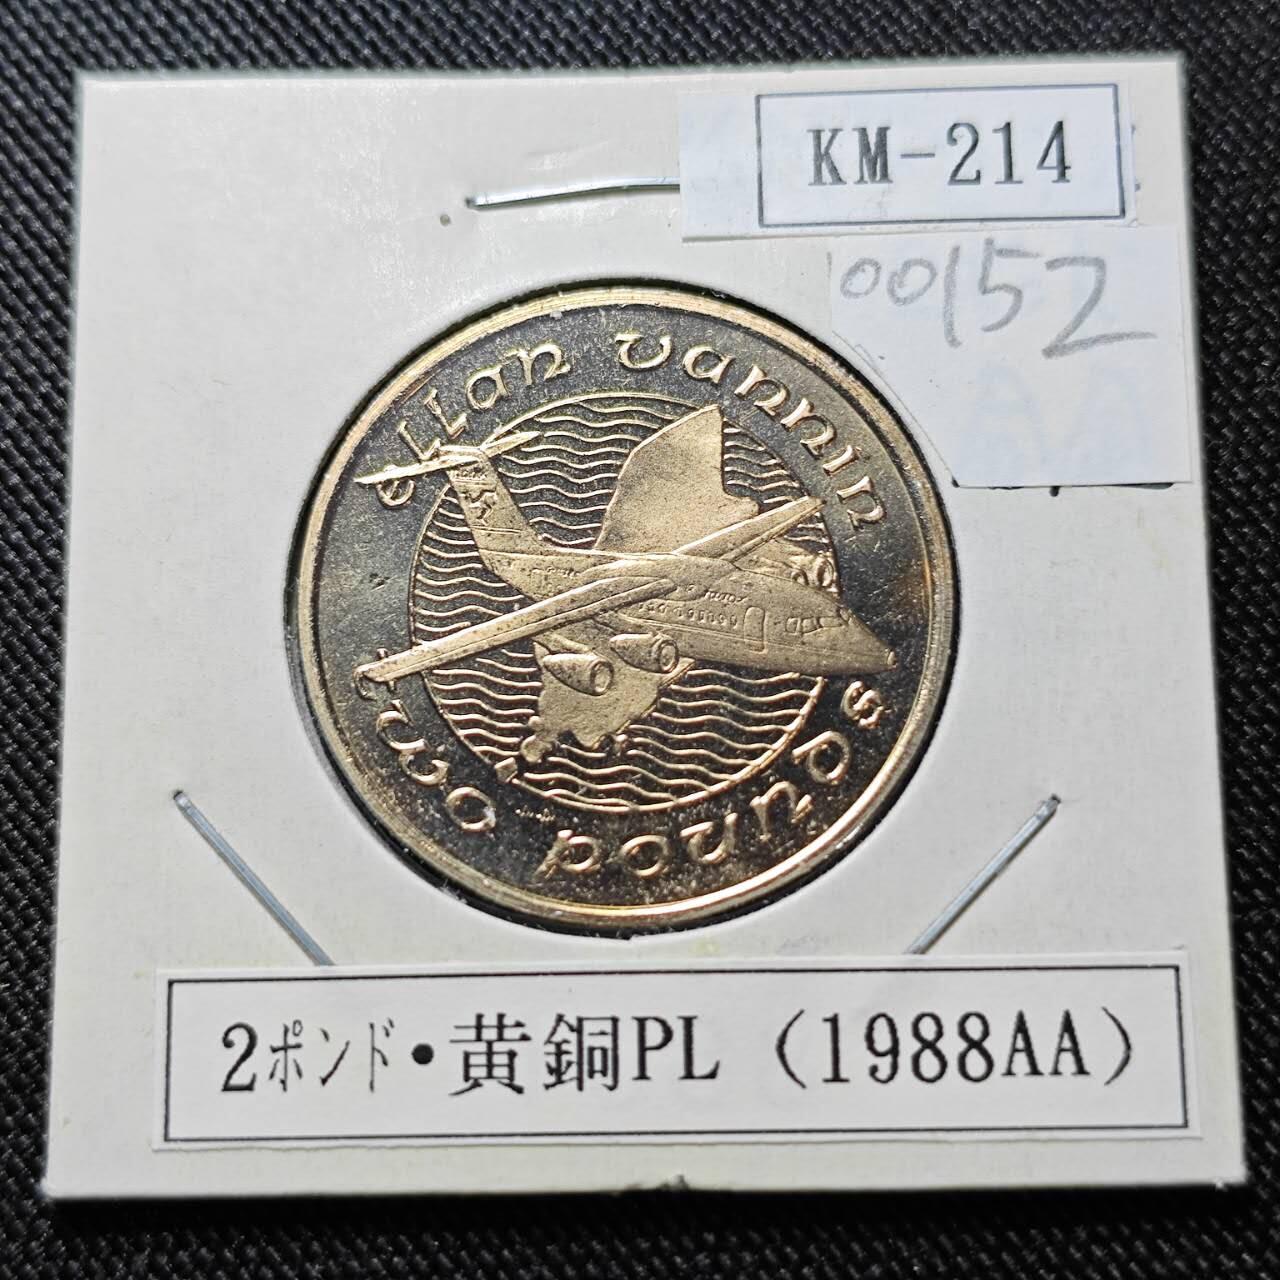 KM-214
00152
ellan vannin
two pounds
2ポンド・黄銅PL（1988AA）